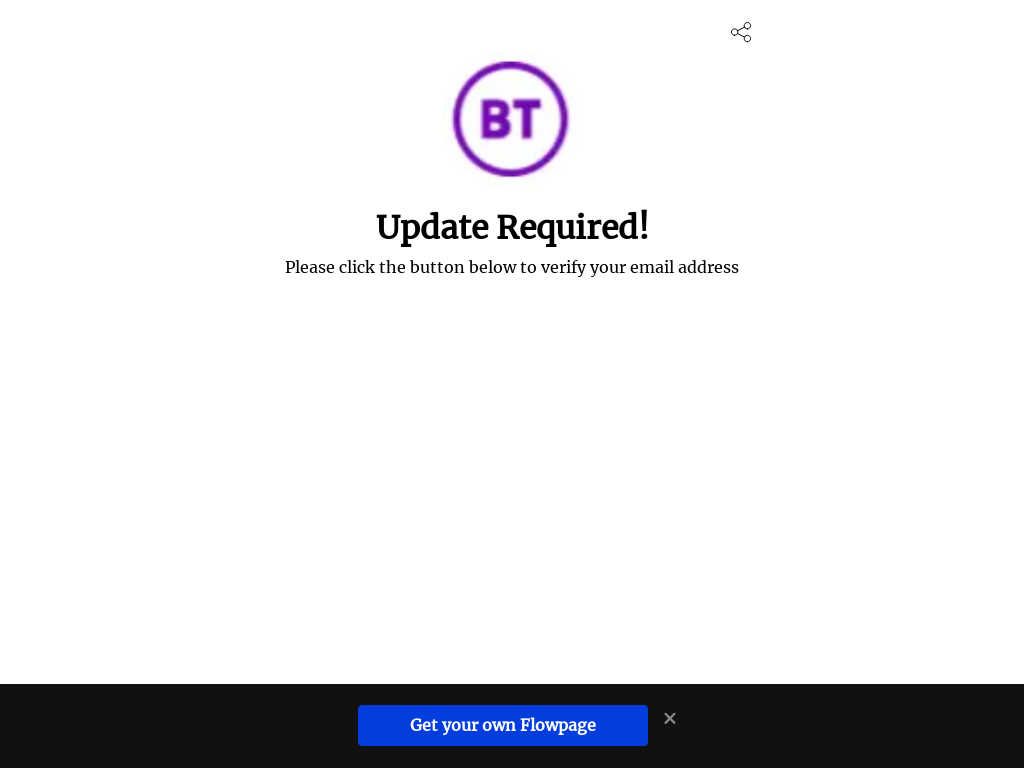 BT
Update Required!
Please click the button below to verify your email address
Get your own Flowpage